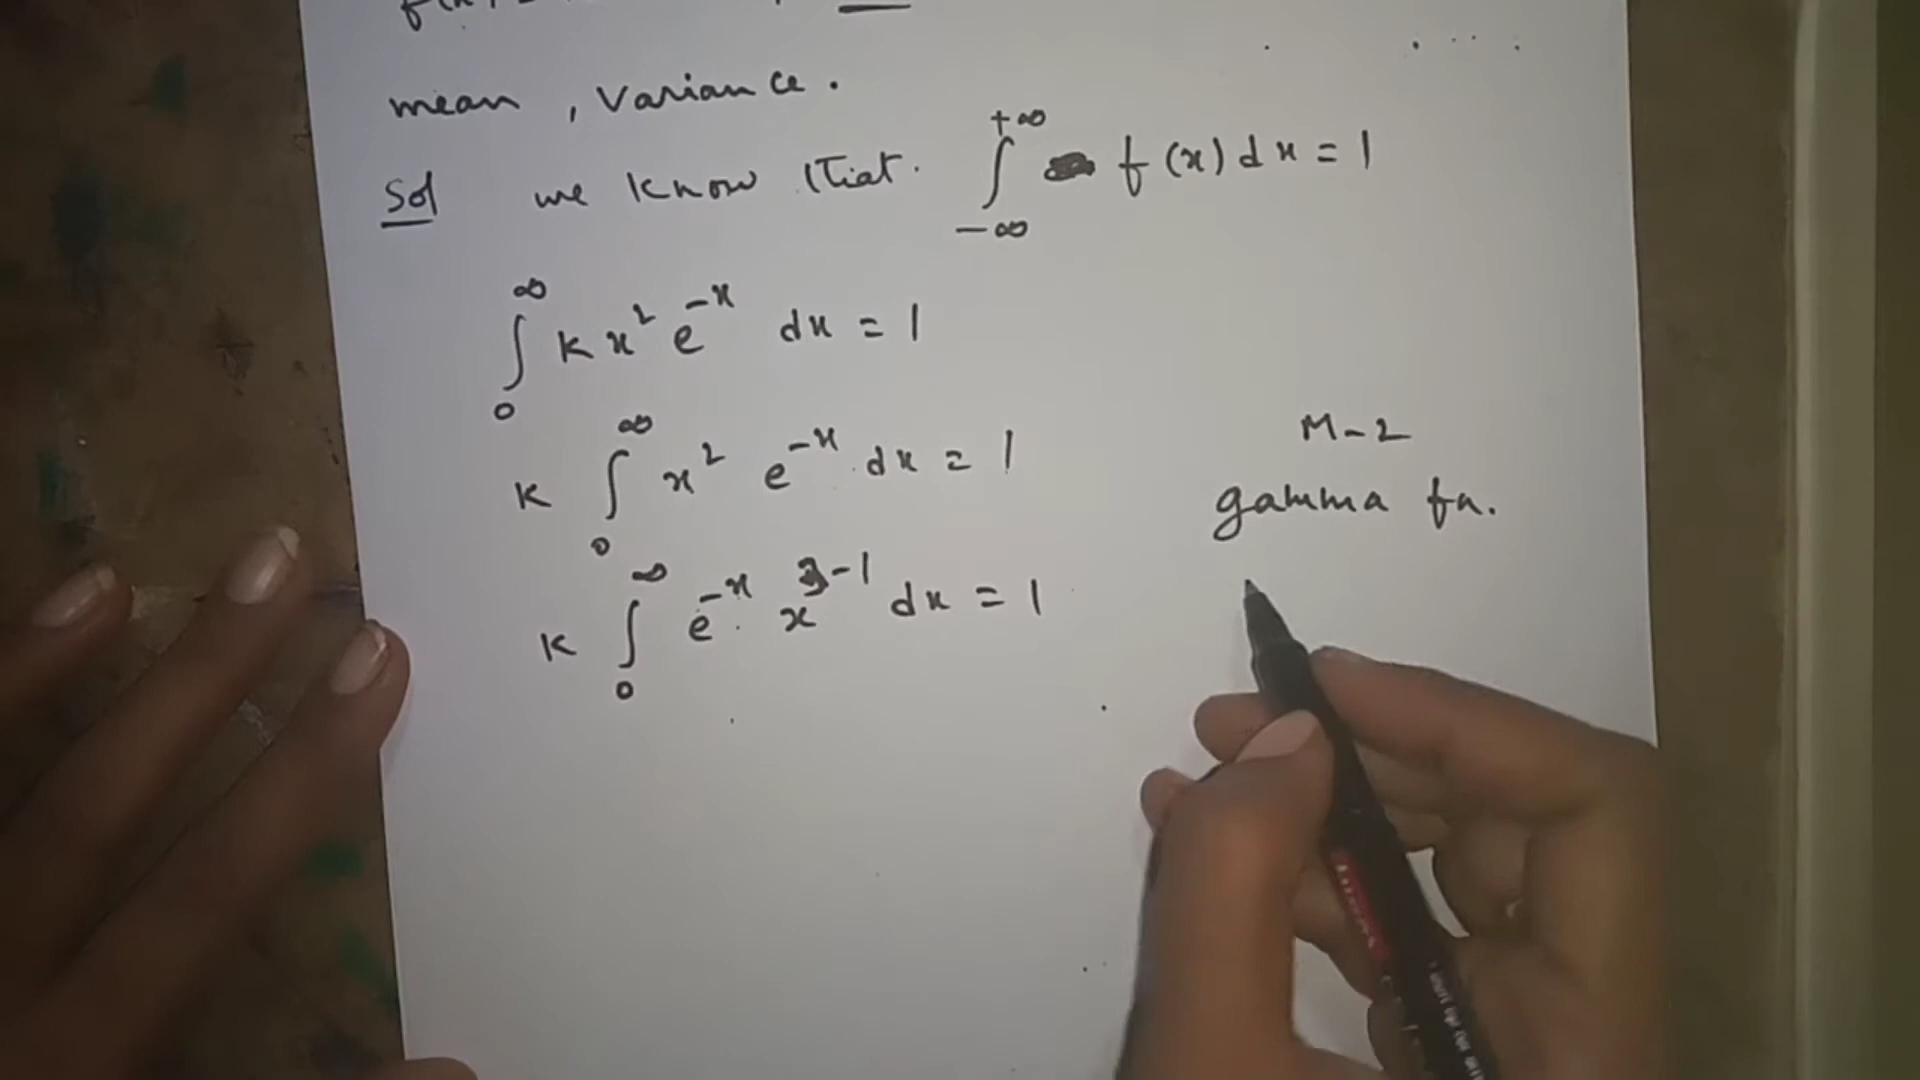 mean , Variance .
Sol we know that. ∫_{-∞}^{+∞} f(x) dx = 1
∫_0^∞ k x² e^{-x} dx = 1
k ∫_0^∞ x² e^{-x} dx = 1
k ∫_0^∞ e^{-x} x^{3-1} dx = 1
M-2
gamma fn.